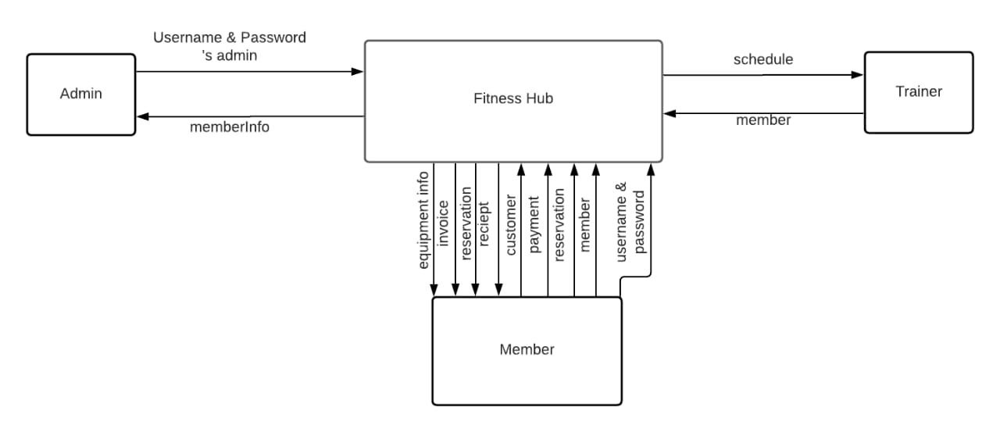 Username & Password
's admin
schedule
Admin
Fitness Hub
Trainer
memberInfo
member
equipment info
invoice
reservation
reciept
customer
payment
reservation
member
username &
password
Member